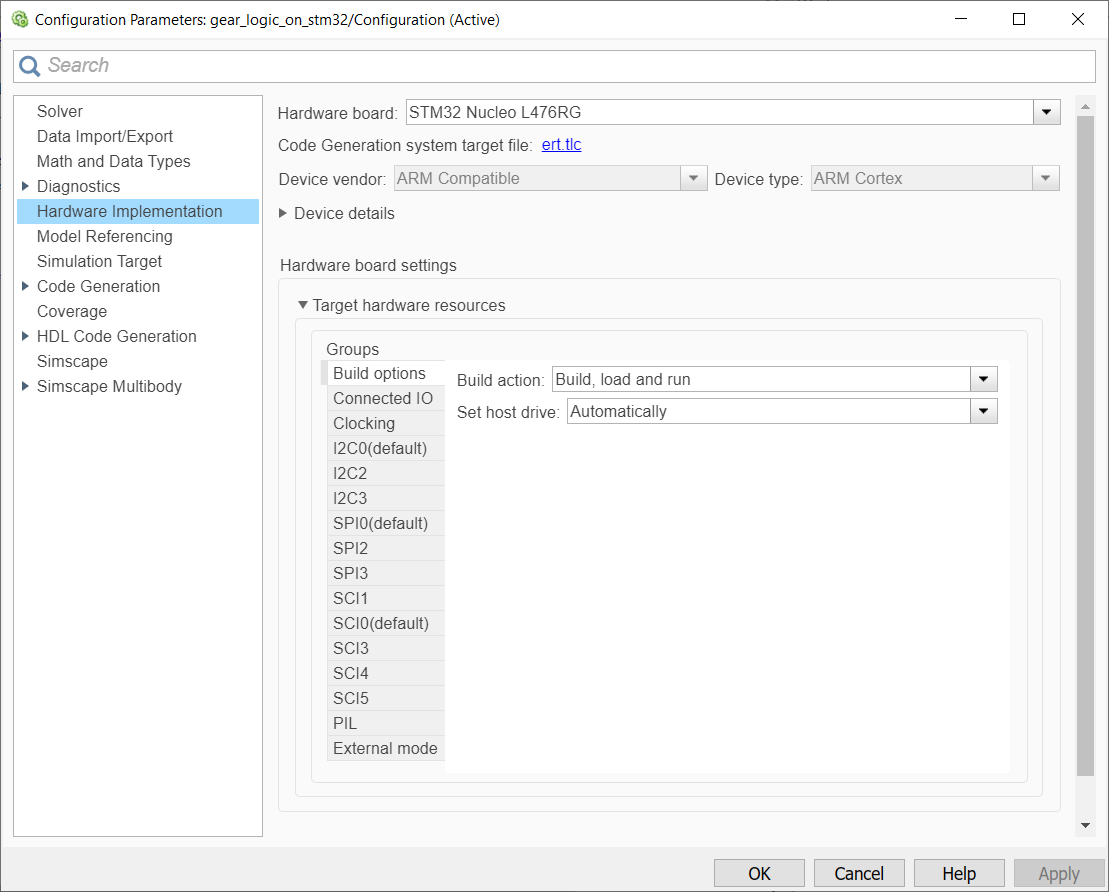 Configuration Parameters: gear_logic_on_stm32/Configuration (Active)
Search
Solver
Data Import/Export
Math and Data Types
Diagnostics
Hardware Implementation
Model Referencing
Simulation Target
Code Generation
Coverage
HDL Code Generation
Simscape
Simscape Multibody
Hardware board: STM32 Nucleo L476RG
Code Generation system target file: ert.tlc
Device vendor: ARM Compatible Device type: ARM Cortex
Device details
Hardware board settings
Target hardware resources
Groups
Build options
Connected IO
Clocking
I2C0(default)
I2C2
I2C3
SPI0(default)
SPI2
SPI3
SCI1
SCI0(default)
SCI3
SCI4
SCI5
PIL
External mode
Build action: Build, load and run
Set host drive: Automatically
OK Cancel Help Apply